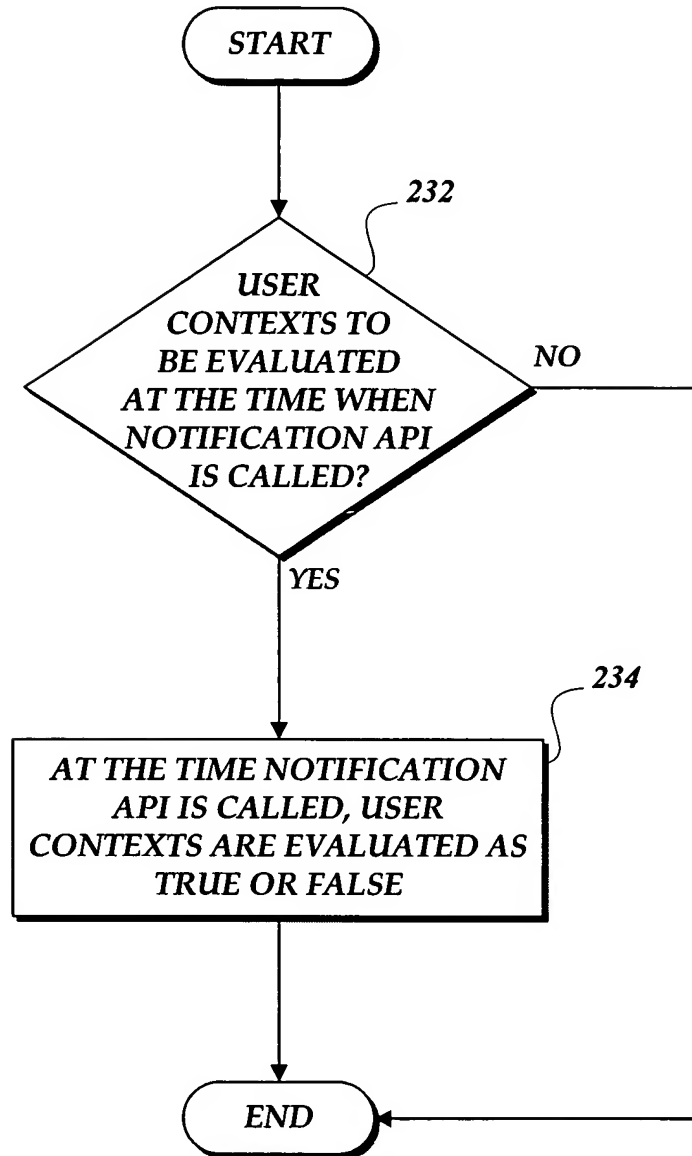 START
232
USER
CONTEXTS TO
BE EVALUATED
AT THE TIME WHEN
NOTIFICATION API
IS CALLED?
NO
YES
234
AT THE TIME NOTIFICATION
API IS CALLED, USER
CONTEXTS ARE EVALUATED AS
TRUE OR FALSE
END